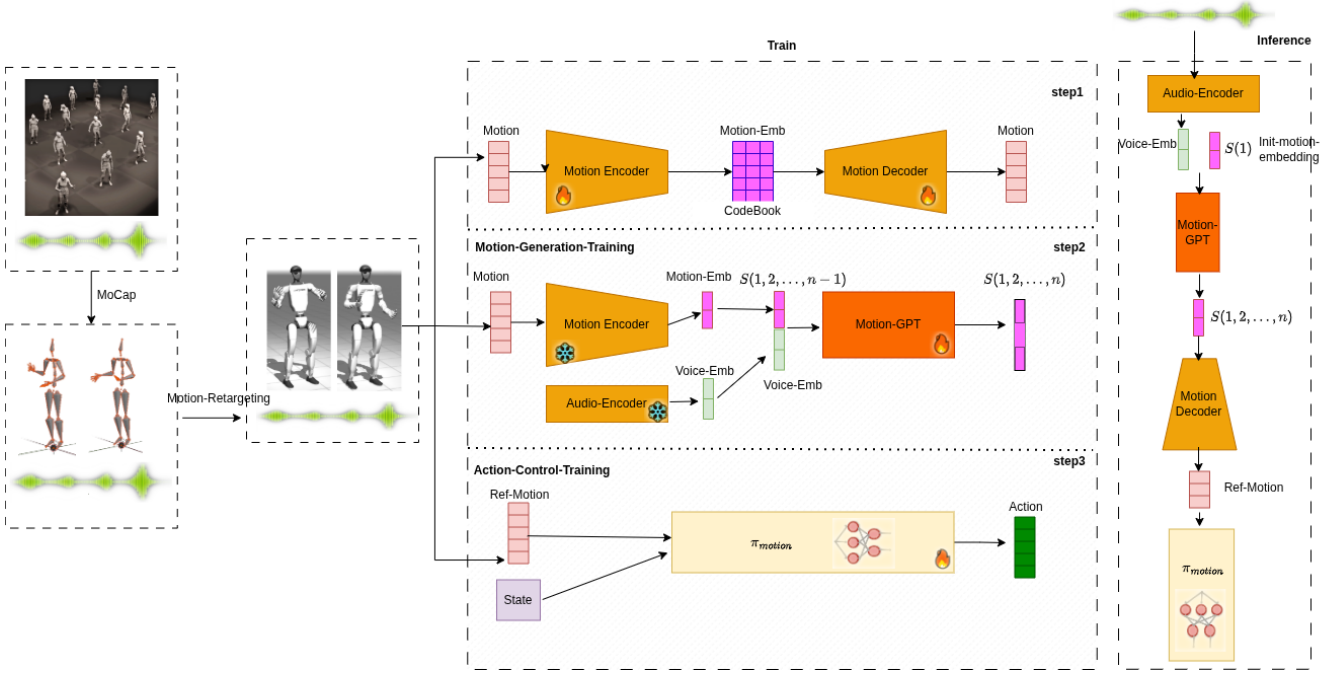 Train
Inference
step1
Motion
Motion Encoder
Motion-Emb
CodeBook
Motion Decoder
Motion
MoCap
Motion-Retargeting
Motion-Generation-Training
step2
Motion
Motion Encoder
Motion-Emb
S(1, 2, . . . , n − 1)
S(1, 2, . . . , n)
Motion-GPT
Audio-Encoder
Voice-Emb
Voice-Emb
Action-Control-Training
step3
Ref-Motion
State
π_motion
Action
Audio-Encoder
Voice-Emb
S(1)
Init-motion-
embedding
Motion-
GPT
S(1, 2, . . . , n)
Motion
Decoder
Ref-Motion
π_motion